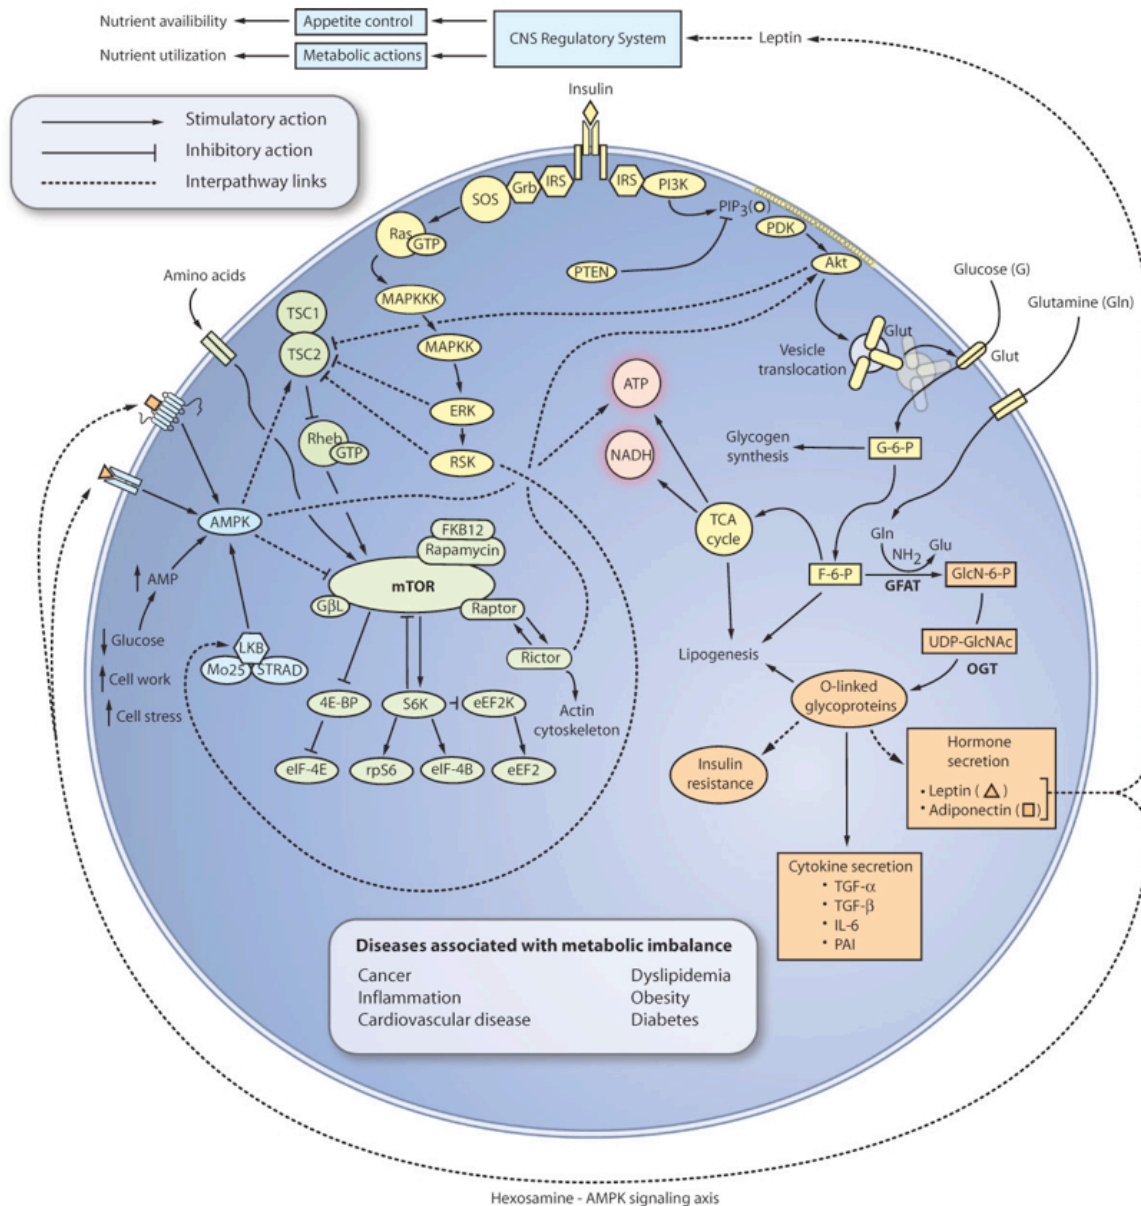 Nutrient availibility
Appetite control
CNS Regulatory System
Leptin
Nutrient utilization
Metabolic actions
Stimulatory action
Inhibitory action
Interpathway links
Insulin
SOS
Grb
IRS
IRS
PI3K
PIP3(
)
PDK
Akt
Ras
GTP
PTEN
Amino acids
MAPKKK
TSC1
TSC2
MAPKK
ERK
RSK
Rheb
GTP
Glucose (G)
Glutamine (Gln)
Glut
Glut
Vesicle
translocation
ATP
NADH
Glycogen
synthesis
G-6-P
TCA
cycle
Gln
NH2
Glu
F-6-P
GFAT
GlcN-6-P
UDP-GlcNAc
OGT
Lipogenesis
O-linked
glycoproteins
AMPK
FKB12
Rapamycin
mTOR
GβL
Raptor
Rictor
AMP
Glucose
Cell work
Cell stress
LKB
Mo25
STRAD
4E-BP
S6K
eEF2K
Actin
cytoskeleton
eIF-4E
rpS6
eIF-4B
eEF2
Insulin
resistance
Hormone
secretion
• Leptin ( )
• Adiponectin ( )
Cytokine secretion
• TGF-α
• TGF-β
• IL-6
• PAI
Diseases associated with metabolic imbalance
Cancer
Dyslipidemia
Inflammation
Obesity
Cardiovascular disease
Diabetes
Hexosamine - AMPK signaling axis